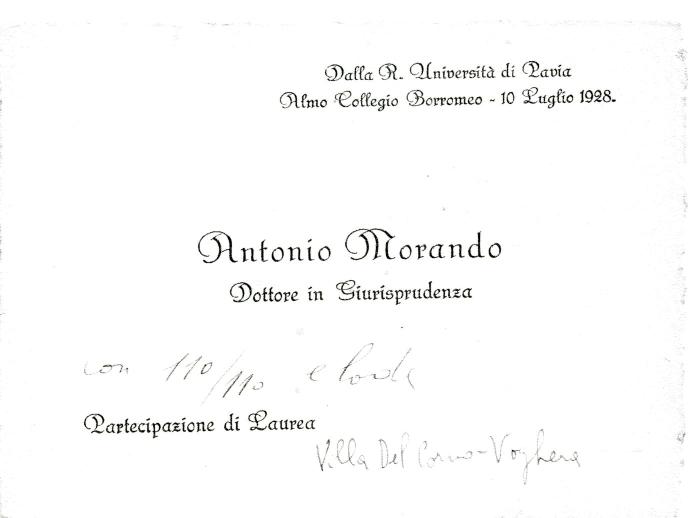 Dalla R. Università di Pavia
Almo Collegio Borromeo - 10 Luglio 1928.
Antonio Morando
Dottore in Giurisprudenza
con 110/110 e lode
Partecipazione di Laurea
Villa Del Corno - Voghera